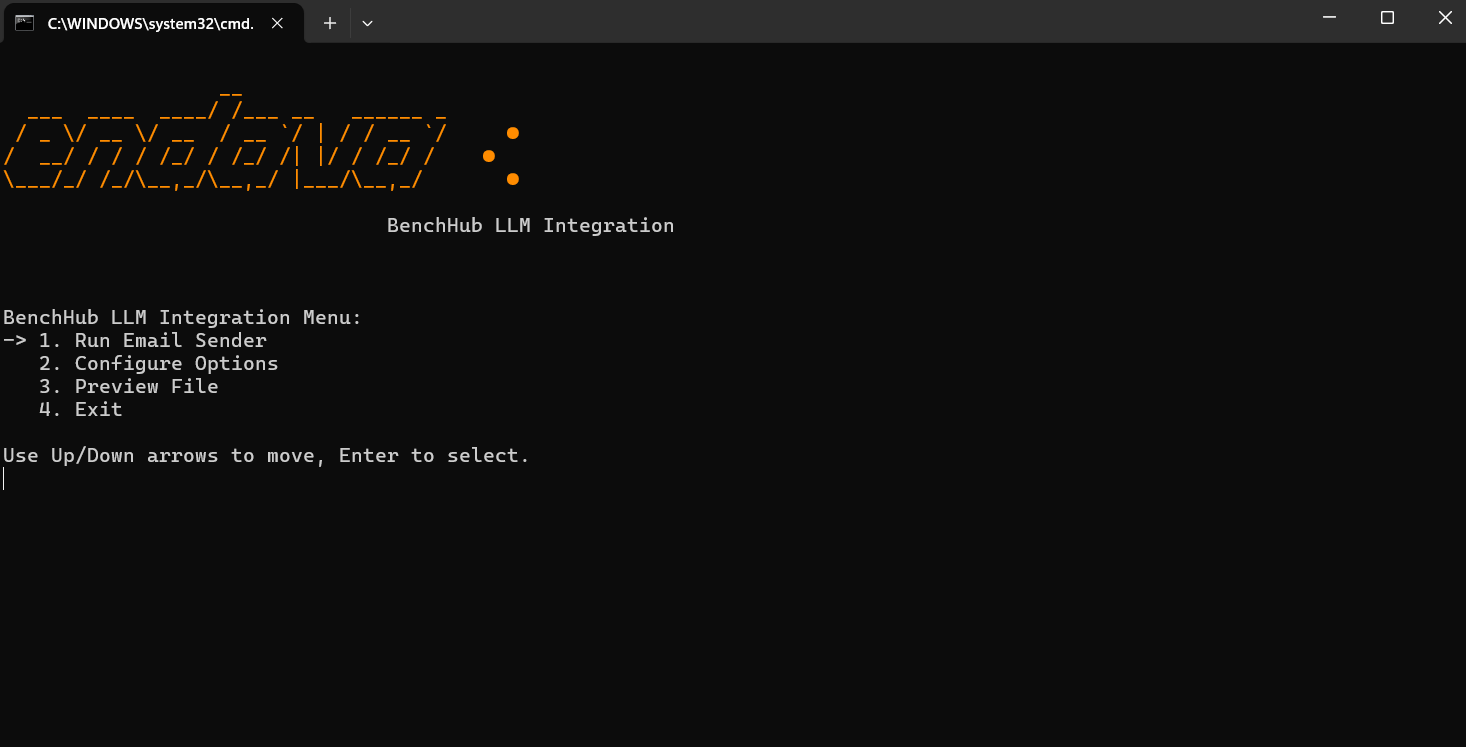 C:\WINDOWS\system32\cmd.
endava
BenchHub LLM Integration
BenchHub LLM Integration Menu:
-> 1. Run Email Sender
2. Configure Options
3. Preview File
4. Exit
Use Up/Down arrows to move, Enter to select.